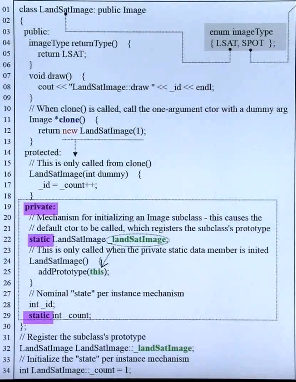 01 class LandSatImage: public Image
02 {
03 public:
04 imageType returnType() {
05 return LSAT;
06 }
07 void draw() {
08 cout << "LandSatImage::draw " << _id << endl;
09 }
10 // When clone() is called, call the one-argument ctor with a dummy arg
11 Image *clone() {
12 return new LandSatImage(1);
13 }
14 protected:
15 // This is only called from clone()
16 LandSatImage(int dummy) {
17 _id = _count++;
18 }
19 private:
20 // Mechanism for initializing an Image subclass - this causes the
21 // default ctor to be called, which registers the subclass's prototype
22 static LandSatImage _landSatImage;
23 // This is only called when the private static data member is inited
24 LandSatImage() {
25 addPrototype(this);
26 }
27 // Nominal "state" per instance mechanism
28 int _id;
29 static int _count;
30 };
31 // Register the subclass's prototype
32 LandSatImage LandSatImage::_landSatImage;
33 // Initialize the "state" per instance mechanism
34 int LandSatImage::_count = 1;
enum imageType
{ LSAT, SPOT };